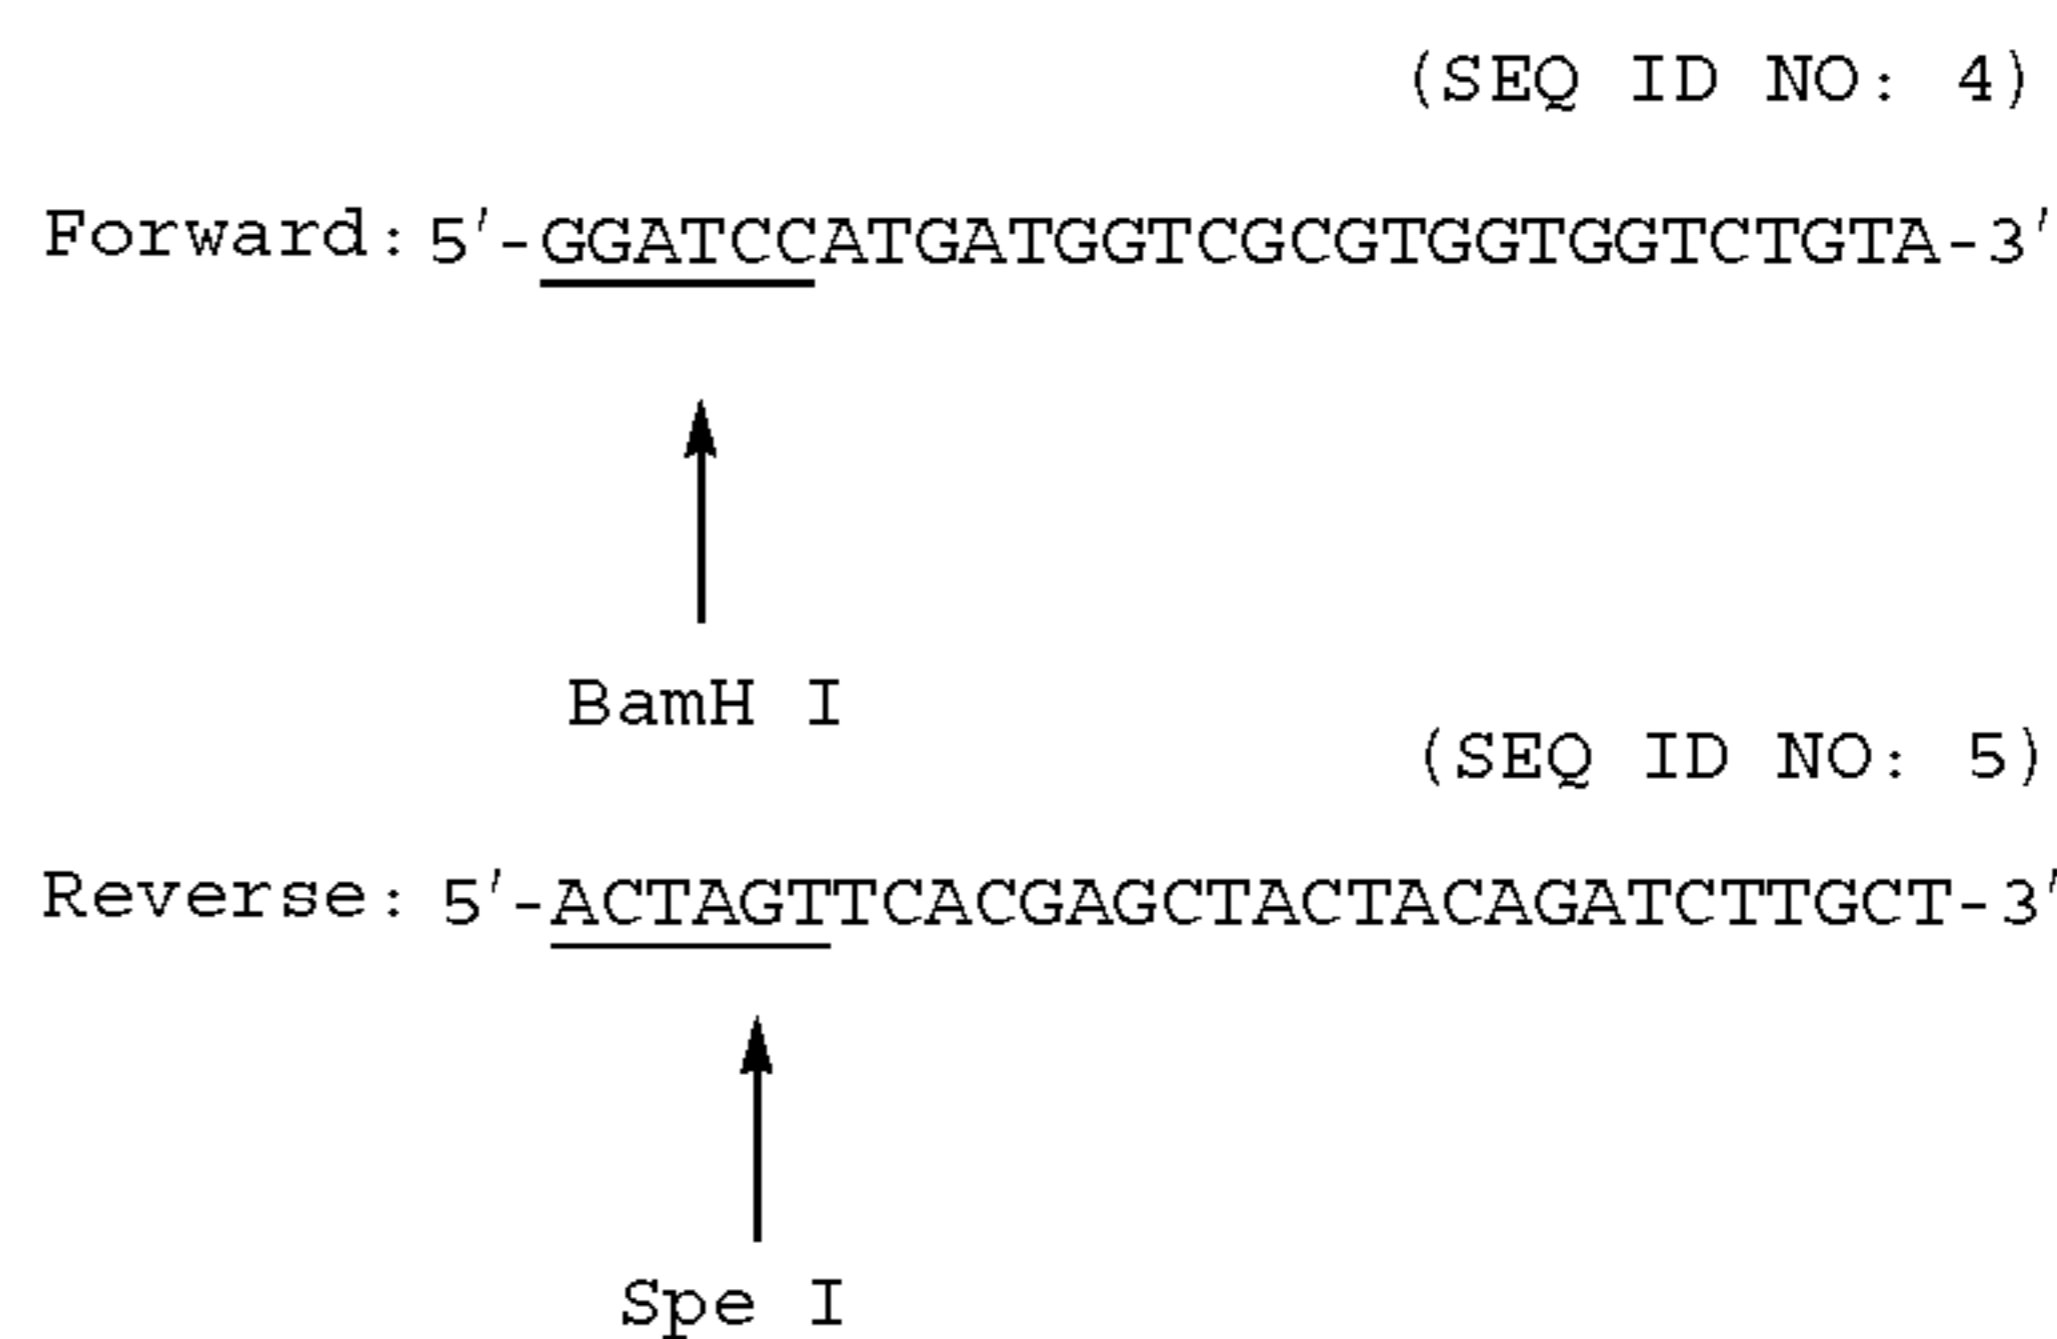 (SEQ ID NO: 4)
Forward: 5'-GGATCCATGATGGTCGCGTGGTGGTCTGTA-3'
BamH I
(SEQ ID NO: 5)
Reverse: 5'-ACTAGTTCACGAGCTACTACAGATCTTGCT-3'
Spe I